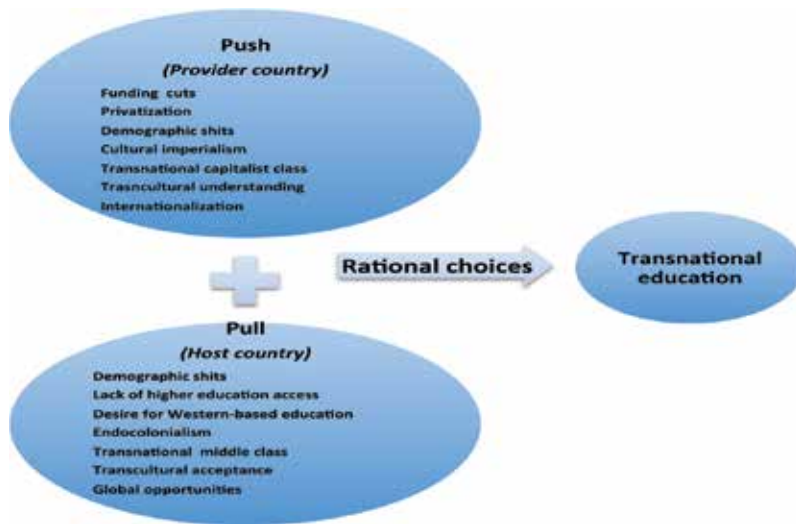 Push
(Provider country)
Funding cuts
Privatization
Demographic shits
Cultural imperialism
Transnational capitalist class
Trasncultural understanding
Internationalization
Rational choices
Transnational
education
Pull
(Host country)
Demographic shits
Lack of higher education access
Desire for Western-based education
Endocolonialism
Transnational middle class
Transcultural acceptance
Global opportunities